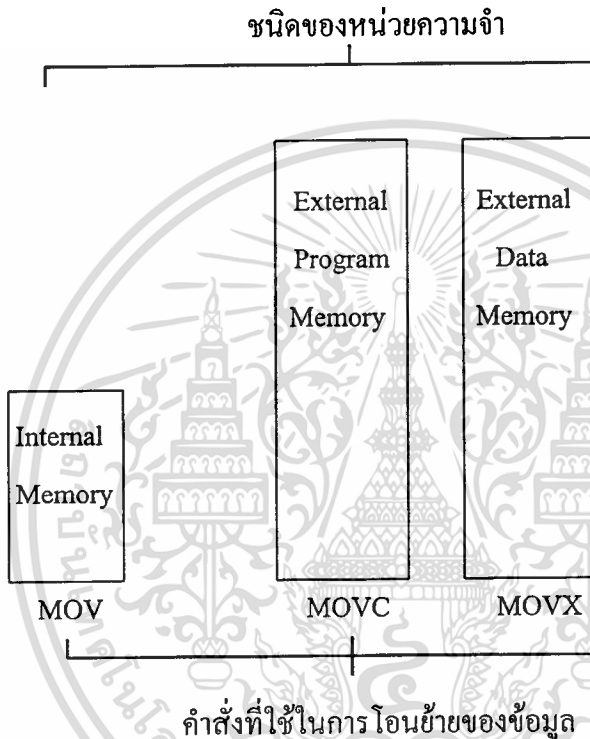 ชนิดของหน่วยความจำ
External
Program
Memory
External
Data
Memory
Internal
Memory
MOV
MOVC
MOVX
คำสั่งที่ใช้ในการโอนย้ายของข้อมูล